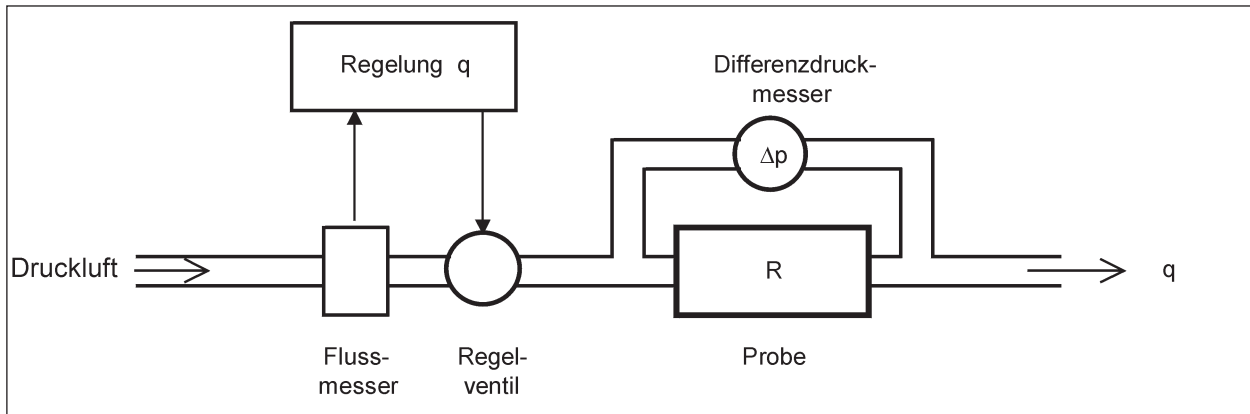 Regelung q
Differenzdruck-
messer
Δp
Druckluft
R
q
Fluss-
messer
Regel-
ventil
Probe